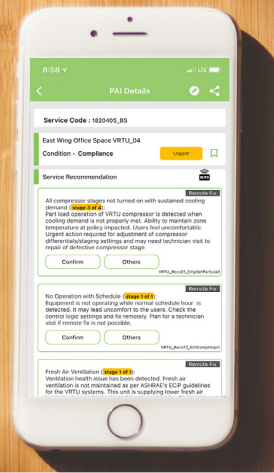 8:58
LTE
PAI Details
Service Code : 1820405_BS
East Wing Office Space VRTU_04
Condition - Compliance
Urgent
Service Recommendation
AUTO
Remote Fix
All compressor stages not turned on with sustained cooling
demand (stage 3 of 4)
Part load operation of VRTU compressor is detected when
cooling demand is not properly met. Ability to maintain zone
temperature at policy impacted. Users feel uncomfortable.
Urgent action required for adjustment of compressor
differentials/staging settings and may need technician visit to
repair of defective compressor stage.
Confirm
Others
VRTU_Reco01_CmpSerPartLoad
Remote Fix
No Operation with Schedule (stage 1 of 1):
Equipment is not operating while normal schedule hour is
detected. It may lead uncomfort to the users. Check the
control logic settings and fix remotely. Plan for a technician
visit if remote fix is not possible.
Confirm
Others
Remote Fix
Fresh Air Ventilation (stage 1 of 1):
Ventilation health issue has been detected. Fresh air
ventilation is not maintained as per ASHRAE's ECIP guidelines
for the VRTU systems. This unit is supplying lower fresh air